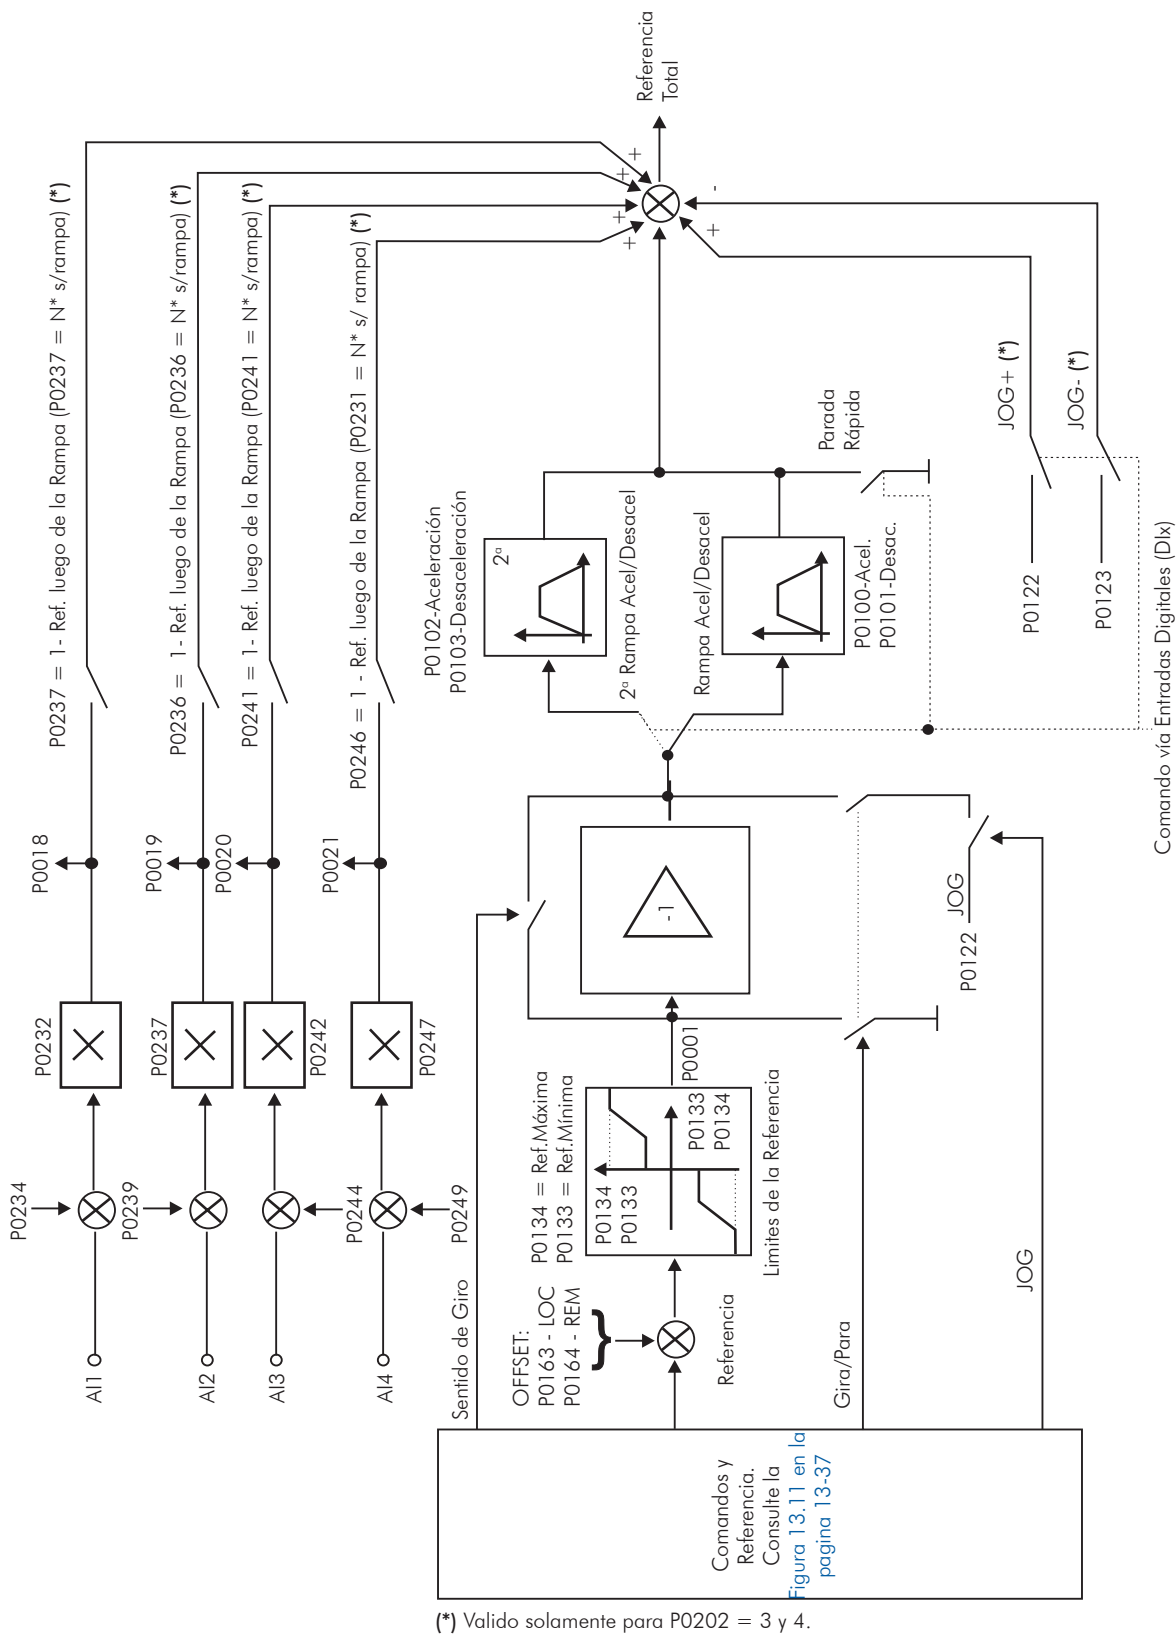 Referencia
Total
P0237 = 1- Ref. luego de la Rampa (P0237 = N* s/rampa) (*)
P0236 = 1- Ref. luego de la Rampa (P0236 = N* s/rampa) (*)
P0241 = 1- Ref. luego de la Rampa (P0241 = N* s/rampa) (*)
P0246 = 1 - Ref. luego de la Rampa (P0231 = N* s/ rampa) (*)
+
+
+
+
+
-
JOG+ (*)
JOG- (*)
P0122
P0123
Parada
Rápida
P0102-Aceleración
P0103-Desaceleración
2ª
2ª Rampa Acel/Desacel
Rampa Acel/Desacel
P0100-Acel.
P0101-Desac.
Comando vía Entradas Digitales (DIx)
P0018
P0019
P0020
P0021
-1
JOG
P0122
P0232
P0237
P0242
P0247
P0001
P0234
P0239
P0244
P0249
P0134 = Ref.Máxima
P0133 = Ref.Mínima
P0134
P0133
P0133
P0134
Limites de la Referencia
AI1
AI2
AI3
AI4
Sentido de Giro
OFFSET:
P0163 - LOC
P0164 - REM
}
Referencia
Gira/Para
JOG
Comandos y
Referencia.
Consulte la
Figura 13.11 en la
pagina 13-37
(*) Valido solamente para P0202 = 3 y 4.